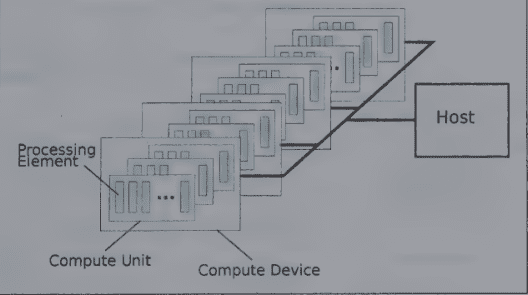 Host
Processing
Element
Compute Unit
Compute Device